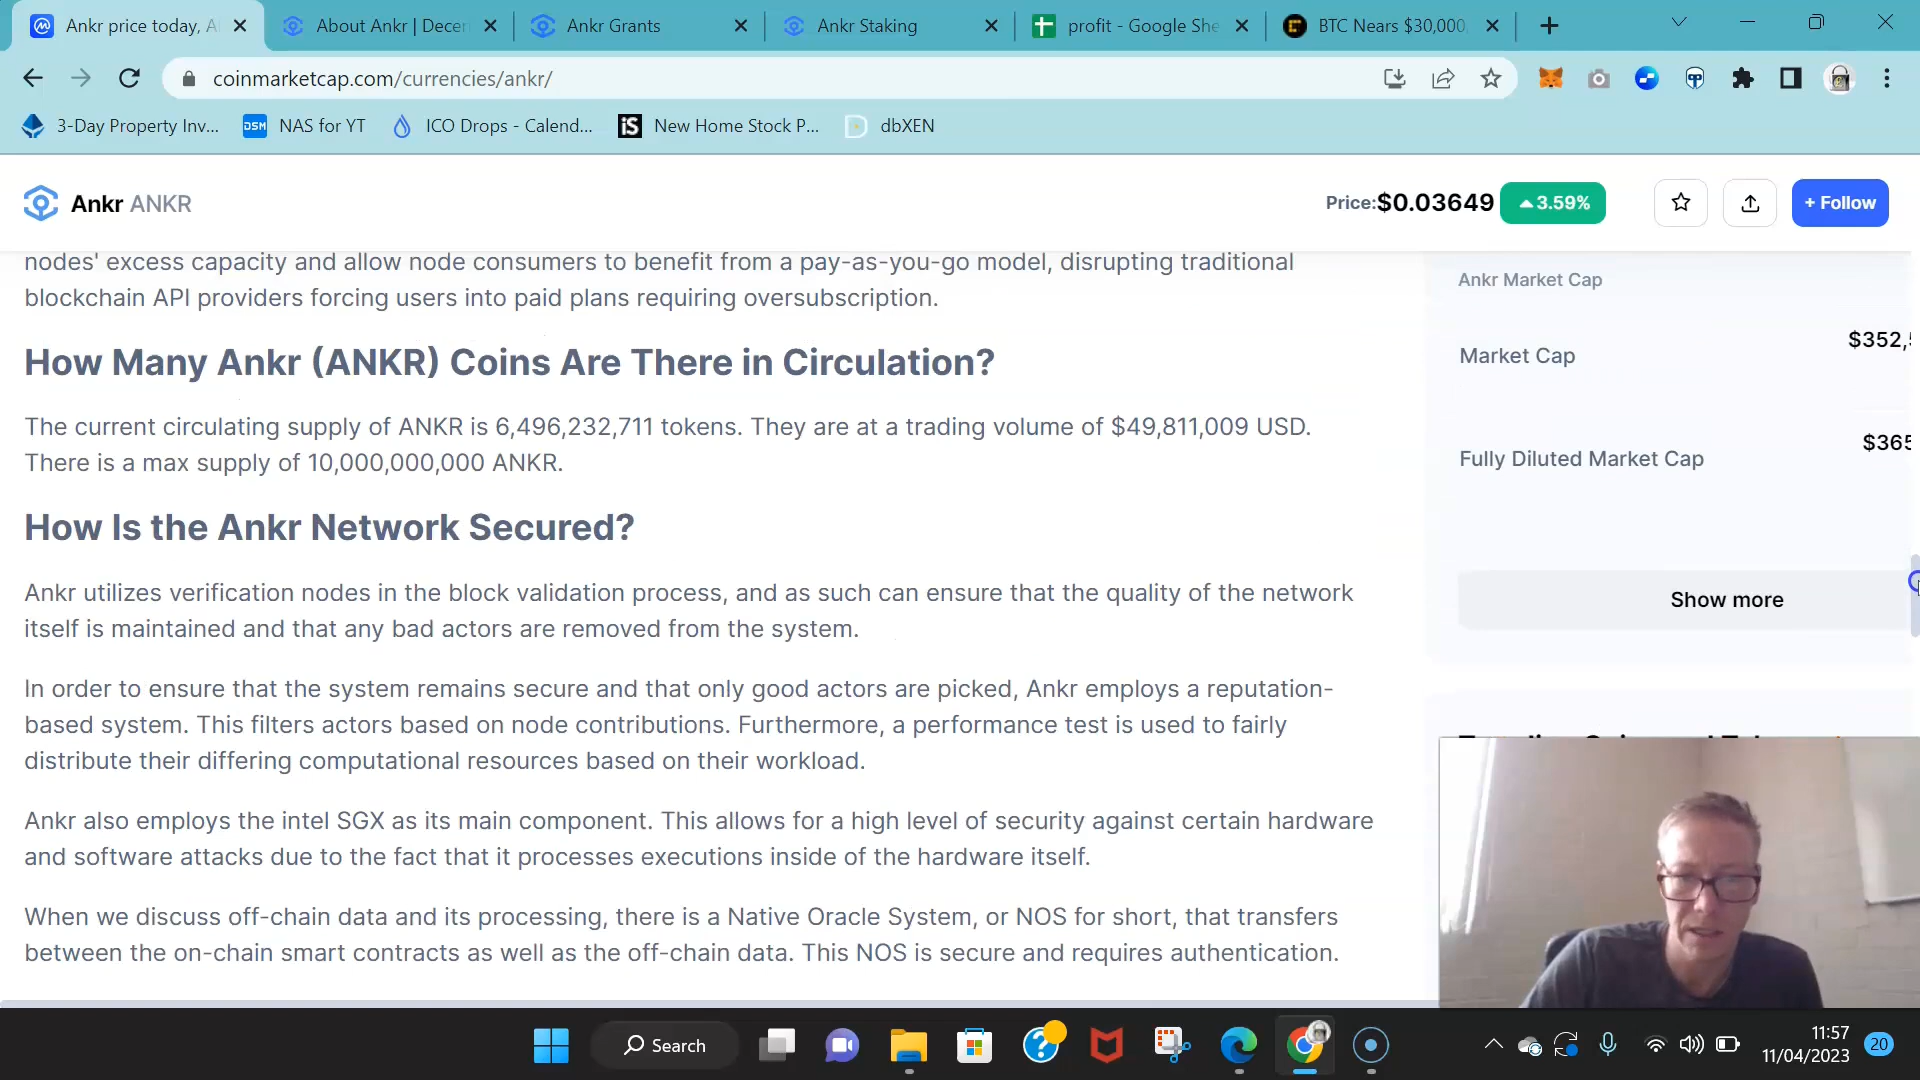 Ankr price today, A
About Ankr | Decen
Ankr Grants
Ankr Staking
profit - Google She
BTC Nears $30,000,
coinmarketcap.com/currencies/ankr/
3-Day Property Inv...
DSM NAS for YT
ICO Drops - Calend...
iS New Home Stock P...
dbXEN
Ankr ANKR
Price:$0.03649 3.59%
+ Follow
nodes' excess capacity and allow node consumers to benefit from a pay-as-you-go model, disrupting traditional
blockchain API providers forcing users into paid plans requiring oversubscription.
How Many Ankr (ANKR) Coins Are There in Circulation?
The current circulating supply of ANKR is 6,496,232,711 tokens. They are at a trading volume of $49,811,009 USD.
There is a max supply of 10,000,000,000 ANKR.
How Is the Ankr Network Secured?
Ankr utilizes verification nodes in the block validation process, and as such can ensure that the quality of the network
itself is maintained and that any bad actors are removed from the system.
In order to ensure that the system remains secure and that only good actors are picked, Ankr employs a reputation-
based system. This filters actors based on node contributions. Furthermore, a performance test is used to fairly
distribute their differing computational resources based on their workload.
Ankr also employs the intel SGX as its main component. This allows for a high level of security against certain hardware
and software attacks due to the fact that it processes executions inside of the hardware itself.
When we discuss off-chain data and its processing, there is a Native Oracle System, or NOS for short, that transfers
between the on-chain smart contracts as well as the off-chain data. This NOS is secure and requires authentication.
Ankr Market Cap
Market Cap
$352,
Fully Diluted Market Cap
$365
Show more
Search
11:57
11/04/2023
20